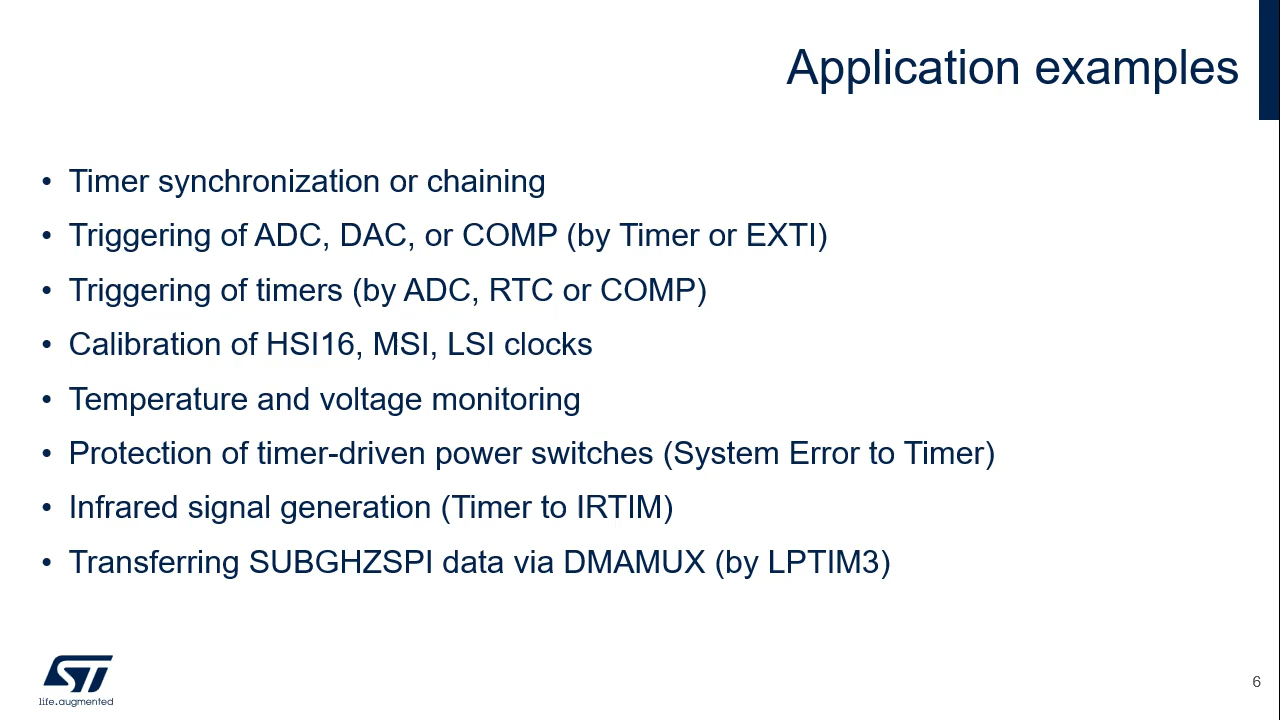 Application examples
• Timer synchronization or chaining
• Triggering of ADC, DAC, or COMP (by Timer or EXTI)
• Triggering of timers (by ADC, RTC or COMP)
• Calibration of HSI16, MSI, LSI clocks
• Temperature and voltage monitoring
• Protection of timer-driven power switches (System Error to Timer)
• Infrared signal generation (Timer to IRTIM)
• Transferring SUBGHZSPI data via DMAMUX (by LPTIM3)
ST
life.augmented
6